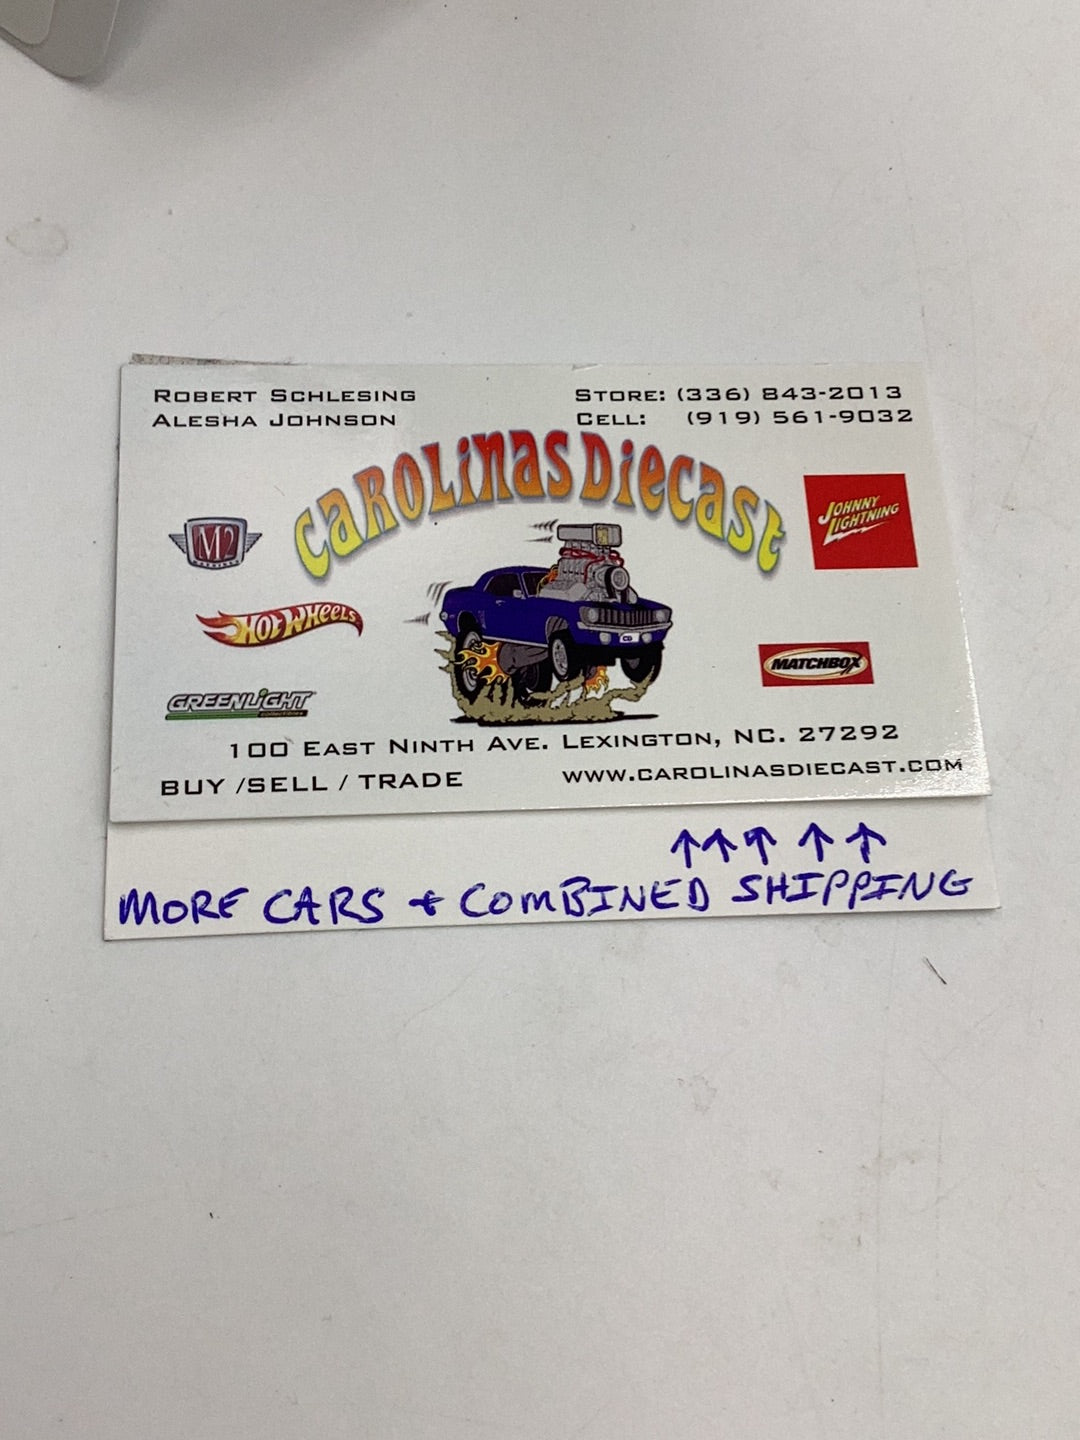 ROBERT SCHLESING
ALESHA JOHNSON
STORE: (336) 843-2013
CELL: (919) 561-9032
CAROLINAS DIECAST
M2
JOHNNY
LIGHTNING
HOT WHEELS
MATCHBOX
GREENLIGHT
CD
100 EAST NINTH AVE. LEXINGTON, NC. 27292
BUY /SELL / TRADE
WWW.CAROLINASDIECAST.COM
↑↑↑↑↑
MORE CARS + COMBINED SHIPPING